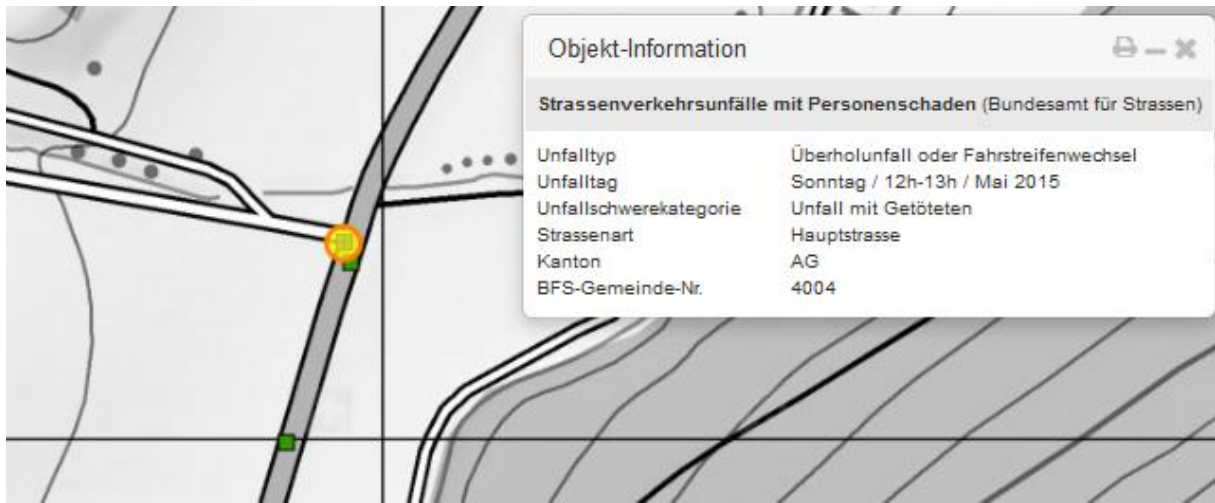 Objekt-Information
Strassenverkehrsunfälle mit Personenschaden (Bundesamt für Strassen)
Unfalltyp Überholunfall oder Fahrstreifenwechsel
Unfalltag Sonntag / 12h-13h / Mai 2015
Unfallschwerekategorie Unfall mit Getöteten
Strassenart Hauptstrasse
Kanton AG
BFS-Gemeinde-Nr. 4004